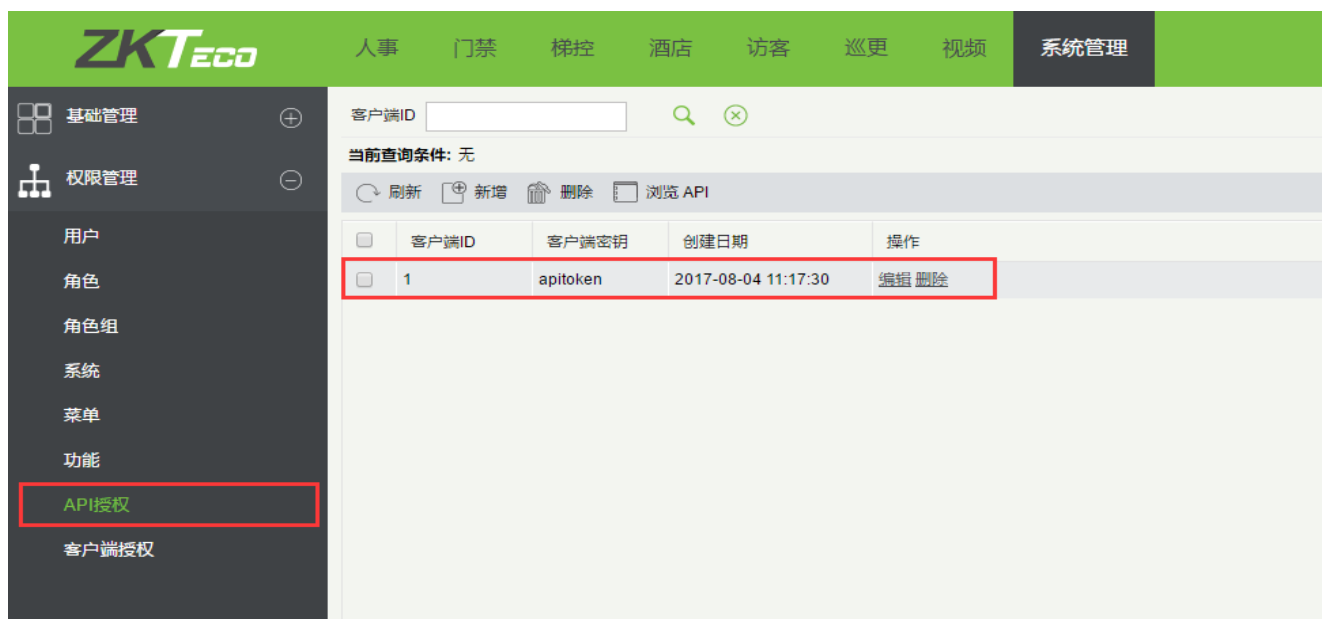 ZKTECO 人事 门禁 梯控 酒店 访客 巡更 视频 系统管理
基础管理
权限管理
用户
角色
角色组
系统
菜单
功能
API授权
客户端授权
客户端ID
当前查询条件: 无
刷新 新增 删除 浏览 API
客户端ID 客户端密钥 创建日期 操作
1 apitoken 2017-08-04 11:17:30 编辑 删除